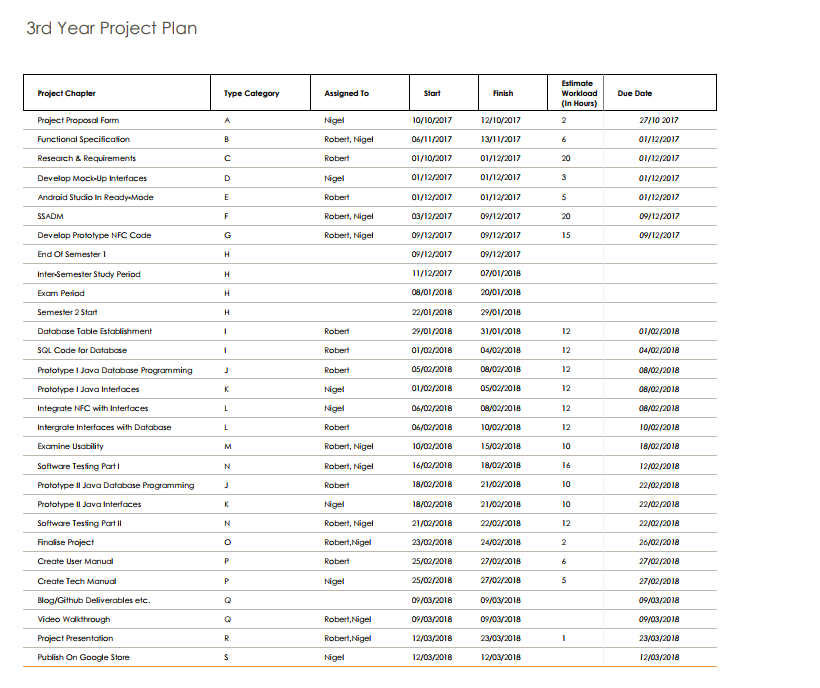 3rd Year Project Plan
Project Chapter Type Category Assigned To Start Finish Estimate Workload (In Hours) Due Date
Project Proposal Form A Nigel 10/10/2017 12/10/2017 2 27/10 2017
Functional Specification B Robert, Nigel 06/11/2017 13/11/2017 6 01/12/2017
Research & Requirements C Robert 01/10/2017 01/12/2017 20 01/12/2017
Develop Mock-Up Interfaces D Nigel 01/12/2017 01/12/2017 3 01/12/2017
Android Studio In Ready-Mode E Robert 01/12/2017 01/12/2017 5 01/12/2017
SSADM F Robert, Nigel 03/12/2017 09/12/2017 20 09/12/2017
Develop Prototype NFC Code G Robert, Nigel 09/12/2017 09/12/2017 15 09/12/2017
End Of Semester 1 H 09/12/2017 09/12/2017
Inter-Semester Study Period H 11/12/2017 07/01/2018
Exam Period H 08/01/2018 20/01/2018
Semester 2 Start H 22/01/2018 29/01/2018
Database Table Establishment I Robert 29/01/2018 31/01/2018 12 01/02/2018
SQL Code for Database I Robert 01/02/2018 04/02/2018 12 04/02/2018
Prototype I Java Database Programming J Robert 05/02/2018 08/02/2018 12 08/02/2018
Prototype I Java Interfaces K Nigel 01/02/2018 05/02/2018 12 08/02/2018
Integrate NFC with Interfaces L Nigel 06/02/2018 08/02/2018 12 08/02/2018
Intergrate Interfaces with Database L Robert 06/02/2018 10/02/2018 12 10/02/2018
Examine Usability M Robert, Nigel 10/02/2018 15/02/2018 10 18/02/2018
Software Testing Part I N Robert, Nigel 16/02/2018 18/02/2018 16 12/02/2018
Prototype II Java Database Programming J Robert 18/02/2018 21/02/2018 10 22/02/2018
Prototype II Java Interfaces K Nigel 18/02/2018 21/02/2018 10 22/02/2018
Software Testing Part II N Robert, Nigel 21/02/2018 22/02/2018 12 22/02/2018
Finalise Project O Robert,Nigel 23/02/2018 24/02/2018 2 26/02/2018
Create User Manual P Robert 25/02/2018 27/02/2018 6 27/02/2018
Create Tech Manual P Nigel 25/02/2018 27/02/2018 5 27/02/2018
Blog/Github Deliverables etc. Q 09/03/2018 09/03/2018 09/03/2018
Video Walkthrough Q Robert,Nigel 09/03/2018 09/03/2018 09/03/2018
Project Presentation R Robert,Nigel 12/03/2018 23/03/2018 1 23/03/2018
Publish On Google Store S Nigel 12/03/2018 12/03/2018 12/03/2018